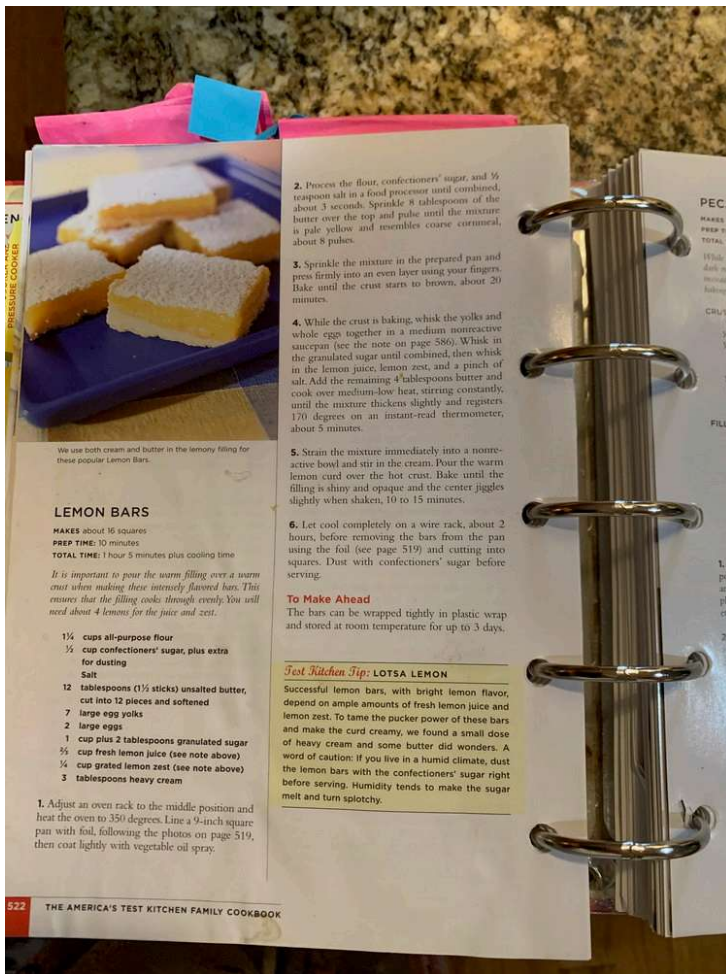 EN
PRESSURE COOKER
We use both cream and butter in the lemony filling for
these popular Lemon Bars.
LEMON BARS
MAKES about 16 squares
PREP TIME: 10 minutes
TOTAL TIME: 1 hour 5 minutes plus cooling time
It is important to pour the warm filling over a warm
crust when making these intensely flavored bars. This
ensures that the filling cooks through evenly. You will
need about 4 lemons for the juice and zest.
1¼ cups all-purpose flour
½ cup confectioners' sugar, plus extra
for dusting
Salt
12 tablespoons (1½ sticks) unsalted butter,
cut into 12 pieces and softened
7 large egg yolks
2 large eggs
1 cup plus 2 tablespoons granulated sugar
⅔ cup fresh lemon juice (see note above)
¼ cup grated lemon zest (see note above)
3 tablespoons heavy cream
1. Adjust an oven rack to the middle position and
heat the oven to 350 degrees. Line a 9-inch square
pan with foil, following the photos on page 519,
then coat lightly with vegetable oil spray.
522 THE AMERICA'S TEST KITCHEN FAMILY COOKBOOK
2. Process the flour, confectioners' sugar, and ½
teaspoon salt in a food processor until combined,
about 3 seconds. Sprinkle 8 tablespoons of the
butter over the top and pulse until the mixture
is pale yellow and resembles coarse cornmeal,
about 8 pulses.
3. Sprinkle the mixture in the prepared pan and
press firmly into an even layer using your fingers.
Bake until the crust starts to brown, about 20
minutes.
4. While the crust is baking, whisk the yolks and
whole eggs together in a medium nonreactive
saucepan (see the note on page 586). Whisk in
the granulated sugar until combined, then whisk
in the lemon juice, lemon zest, and a pinch of
salt. Add the remaining 4 tablespoons butter and
cook over medium-low heat, stirring constantly,
until the mixture thickens slightly and registers
170 degrees on an instant-read thermometer,
about 5 minutes.
5. Strain the mixture immediately into a nonre-
active bowl and stir in the cream. Pour the warm
lemon curd over the hot crust. Bake until the
filling is shiny and opaque and the center jiggles
slightly when shaken, 10 to 15 minutes.
6. Let cool completely on a wire rack, about 2
hours, before removing the bars from the pan
using the foil (see page 519) and cutting into
squares. Dust with confectioners' sugar before
serving.
To Make Ahead
The bars can be wrapped tightly in plastic wrap
and stored at room temperature for up to 3 days.
Test Kitchen Tip: LOTSA LEMON
Successful lemon bars, with bright lemon flavor,
depend on ample amounts of fresh lemon juice and
lemon zest. To tame the pucker power of these bars
and make the curd creamy, we found a small dose
of heavy cream and some butter did wonders. A
word of caution: If you live in a humid climate, dust
the lemon bars with the confectioners' sugar right
before serving. Humidity tends to make the sugar
melt and turn splotchy.
PEC
MAKES
PREP T
TOTAL
While
CRU
FILL
1.